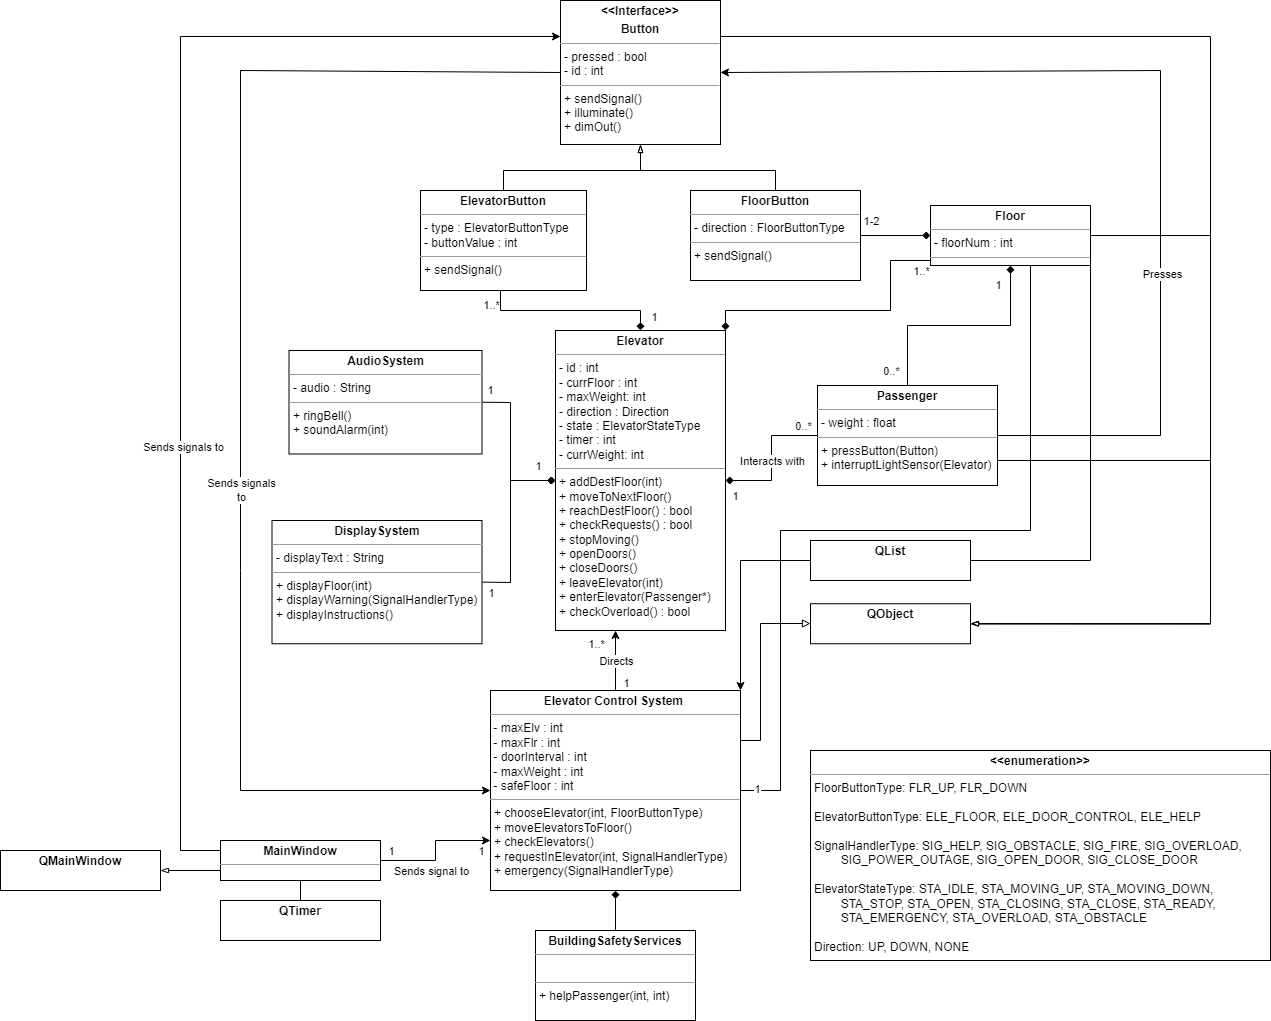 <<Interface>>
Button
- pressed : bool
- id : int
+ sendSignal()
+ illuminate()
+ dimOut()
ElevatorButton
- type : ElevatorButtonType
- buttonValue : int
+ sendSignal()
FloorButton
- direction : FloorButtonType
+ sendSignal()
1-2
Floor
- floorNum : int
1..*
1
Presses
1..*
1
Elevator
- id : int
- currFloor : int
- maxWeight: int
- direction : Direction
- state : ElevatorStateType
- timer : int
- currWeight: int
+ addDestFloor(int)
+ moveToNextFloor()
+ reachDestFloor() : bool
+ checkRequests() : bool
+ stopMoving()
+ openDoors()
+ closeDoors()
+ leaveElevator(int)
+ enterElevator(Passenger*)
+ checkOverload() : bool
AudioSystem
- audio : String
+ ringBell()
+ soundAlarm(int)
1
1
DisplaySystem
- displayText : String
+ displayFloor(int)
+ displayWarning(SignalHandlerType)
+ displayInstructions()
1
0..*
Passenger
- weight : float
+ pressButton(Button)
+ interruptLightSensor(Elevator)
0..*
Interacts with
1
Sends signals to
Sends signals
to
QList
QObject
1..*
Directs
1
Elevator Control System
- maxElv : int
- maxFlr : int
- doorInterval : int
- maxWeight : int
- safeFloor : int
+ chooseElevator(int, FloorButtonType)
+ moveElevatorsToFloor()
+ checkElevators()
+ requestInElevator(int, SignalHandlerType)
+ emergency(SignalHandlerType)
1
<<enumeration>>
FloorButtonType: FLR_UP, FLR_DOWN
ElevatorButtonType: ELE_FLOOR, ELE_DOOR_CONTROL, ELE_HELP
SignalHandlerType: SIG_HELP, SIG_OBSTACLE, SIG_FIRE, SIG_OVERLOAD,
SIG_POWER_OUTAGE, SIG_OPEN_DOOR, SIG_CLOSE_DOOR
ElevatorStateType: STA_IDLE, STA_MOVING_UP, STA_MOVING_DOWN,
STA_STOP, STA_OPEN, STA_CLOSING, STA_CLOSE, STA_READY,
STA_EMERGENCY, STA_OVERLOAD, STA_OBSTACLE
Direction: UP, DOWN, NONE
QMainWindow
MainWindow
1
1
Sends signal to
QTimer
BuildingSafetyServices
+ helpPassenger(int, int)